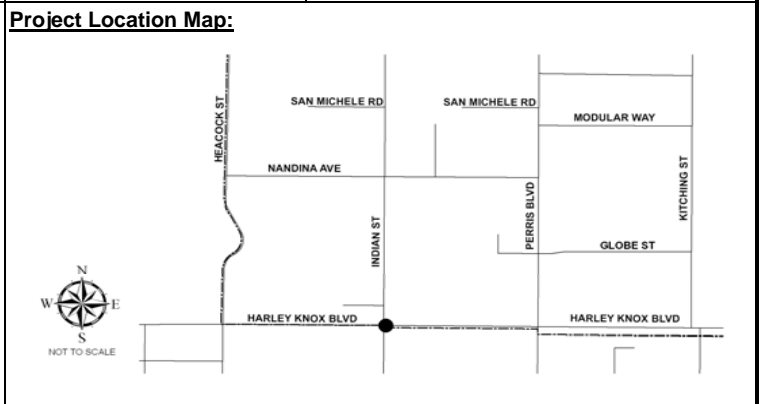 Project Location Map:
HEACOCK ST
SAN MICHELE RD
SAN MICHELE RD
MODULAR WAY
NANDINA AVE
INDIAN ST
PERRIS BLVD
KITCHING ST
GLOBE ST
N
W
E
S
NOT TO SCALE
HARLEY KNOX BLVD
HARLEY KNOX BLVD